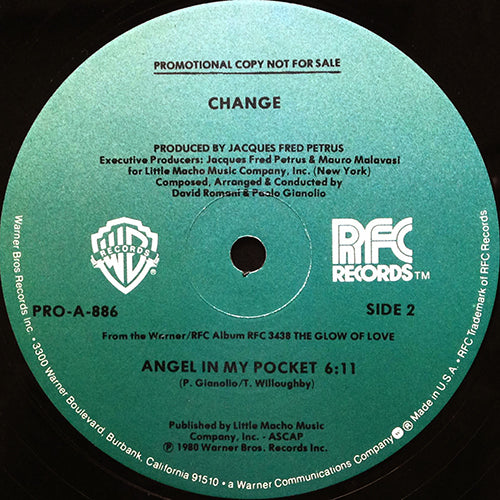 PROMOTIONAL COPY NOT FOR SALE
CHANGE
PRODUCED BY JACQUES FRED PETRUS
Executive Producers: Jacques Fred Petrus & Mauro Malavasi
for Little Macho Music Company, Inc. (New York)
Composed, Arranged & Conducted by
David Romani & Paolo Gianolio
WB
RECORDS
RFC
RECORDS™
PRO-A-886
SIDE 2
From the Warner/RFC Album RFC 3438 THE GLOW OF LOVE
ANGEL IN MY POCKET 6:11
(P. Gianolio/T. Willoughby)
Published by Little Macho Music
Company, Inc. - ASCAP
℗ 1980 Warner Bros. Records Inc.
Warner Bros Records Inc. • 3300 Warner Boulevard, Burbank, California 91510 • a Warner Communications Company ® Made in U.S.A. • RFC Trademark of RFC Records